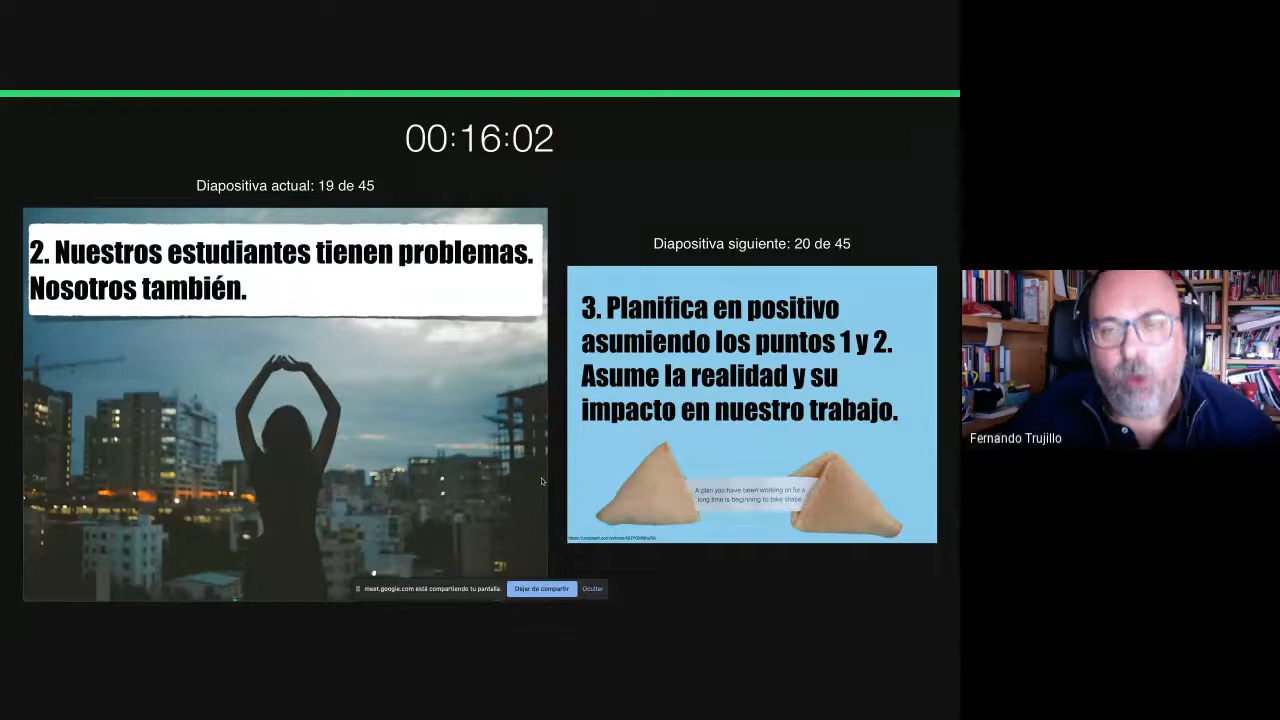 00:16:02
Diapositiva actual: 19 de 45
2. Nuestros estudiantes tienen problemas.
Nosotros también.
Diapositiva siguiente: 20 de 45
3. Planifica en positivo
asumiendo los puntos 1 y 2.
Asume la realidad y su
impacto en nuestro trabajo.
A plan you have been working on for a
long time is beginning to take shape.
meet.google.com está compartiendo tu pantalla.
Dejar de compartir
Ocultar
Fernando Trujillo